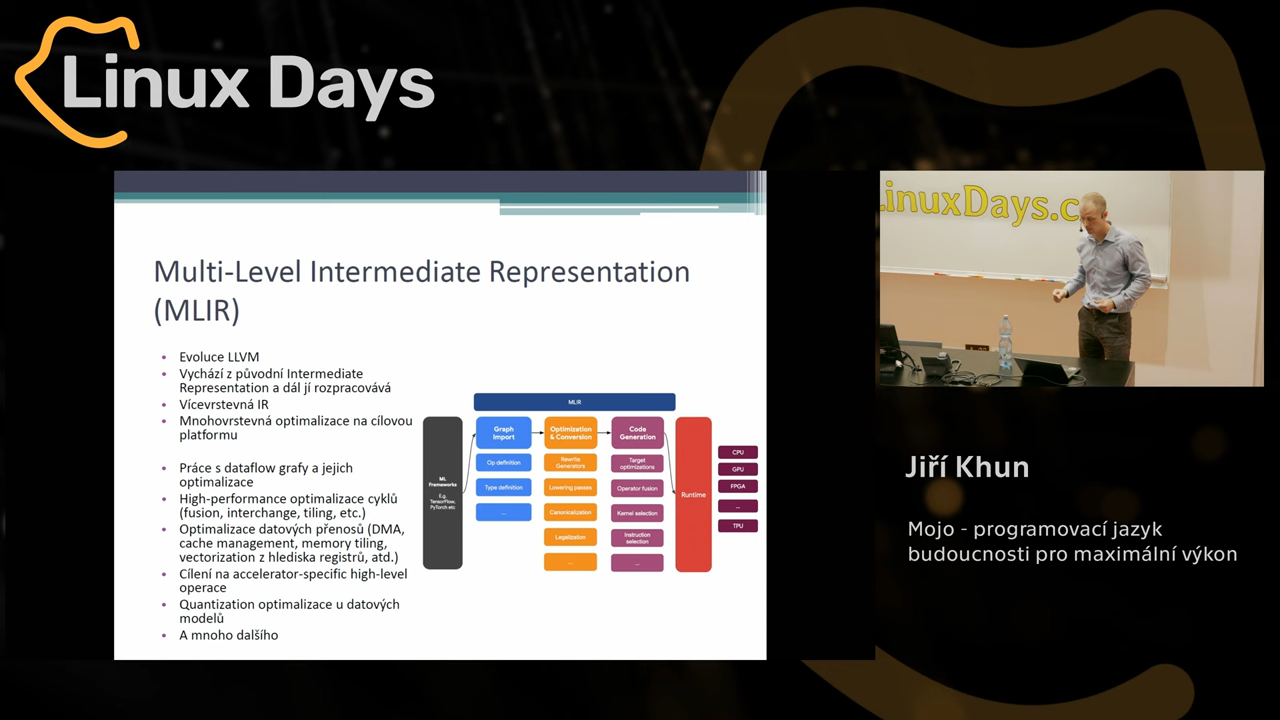 Linux Days
Multi-Level Intermediate Representation
(MLIR)
• Evoluce LLVM
• Vychází z původní Intermediate
Representation a dál jí rozpracovává
• Vícevrstevná IR
• Mnohovrstevná optimalizace na cílovou
platformu
• Práce s dataflow grafy a jejich
optimalizace
• High-performance optimalizace cyklů
(fusion, interchange, tiling, etc.)
• Optimalizace datových přenosů (DMA,
cache management, memory tiling,
vectorization z hlediska registrů, atd.)
• Cílení na accelerator-specific high-level
operace
• Quantization optimalizace u datových
modelů
• A mnoho dalšího
MLIR
ML
Frameworks
E.g.
TensorFlow,
PyTorch etc
Graph
Import
Op definition
Type definition
...
Optimization
& Conversion
Rewrite
Generators
Lowering passes
Canonicalization
Legalization
...
Code
Generation
Target
optimizations
Operator fusion
Kernel selection
Instruction
selection
...
Runtime
CPU
GPU
FPGA
...
TPU
LinuxDays.c
Jiří Khun
Mojo - programovací jazyk
budoucnosti pro maximální výkon